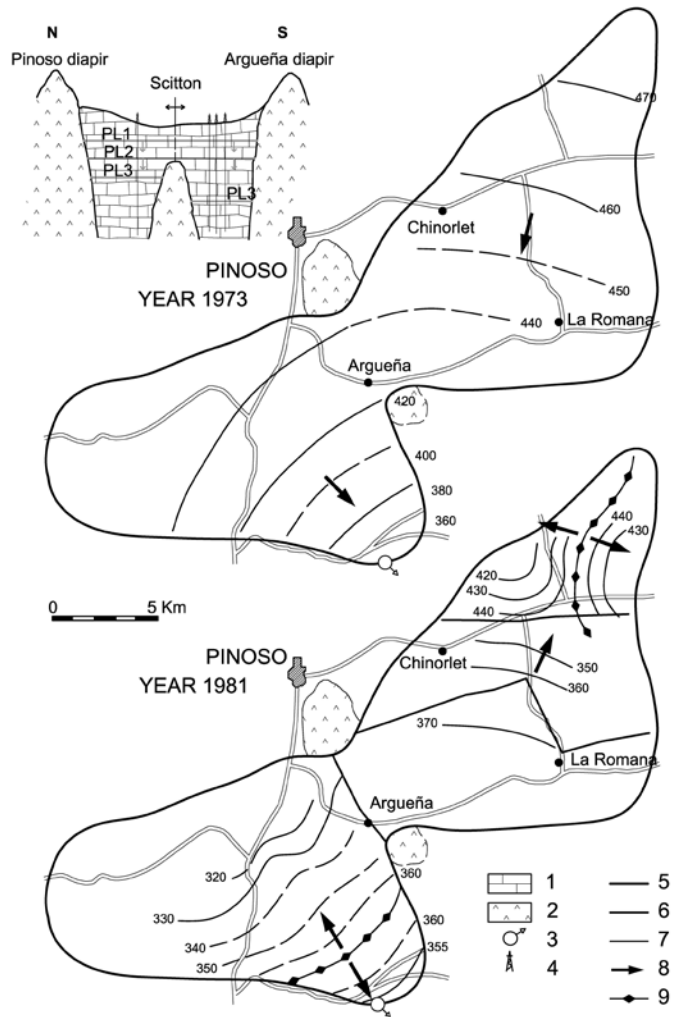 N
S
Pinoso diapir
Argueña diapir
Scitton
PL1
PL2
PL3
PL3
470
460
Chinorlet
PINOSO
YEAR 1973
450
440
La Romana
Argueña
420
400
380
360
440
430
420
430
440
0 5 Km
PINOSO
YEAR 1981
Chinorlet
350
360
370
La Romana
Argueña
320
360
330
360
340
355
350
1
2
3
4
5
6
7
8
9